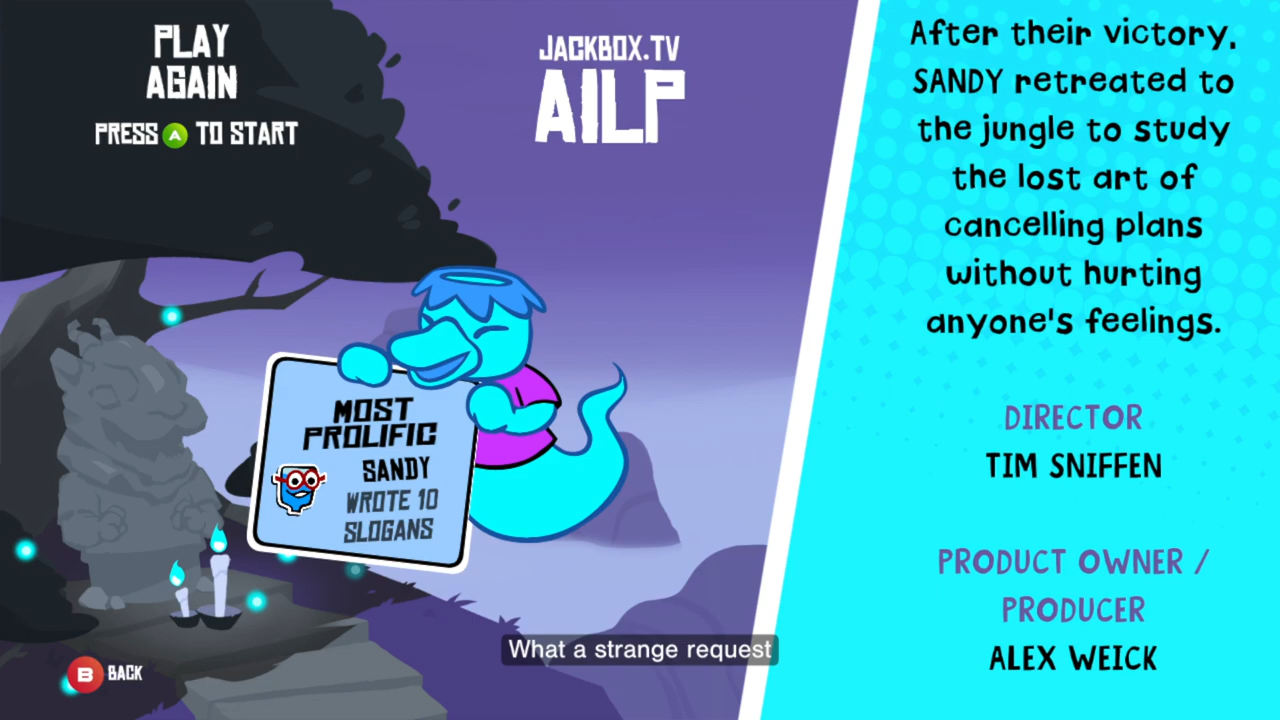 PLAY
AGAIN
PRESS A TO START
JACKBOX.TV
AILP
MOST
PROLIFIC
SANDY
WROTE 10
SLOGANS
What a strange request
B BACK
After their victory,
SANDY retreated to
the jungle to study
the lost art of
cancelling plans
without hurting
anyone's feelings.
DIRECTOR
TIM SNIFFEN
PRODUCT OWNER /
PRODUCER
ALEX WEICK